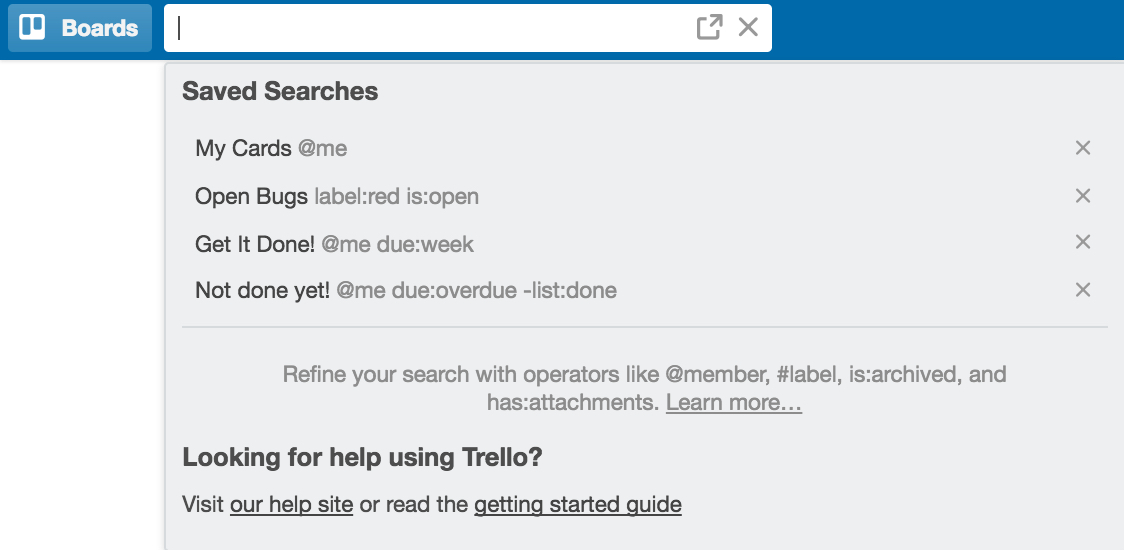 Boards
Saved Searches
My Cards @me
Open Bugs label:red is:open
Get It Done! @me due:week
Not done yet! @me due:overdue -list:done
Refine your search with operators like @member, #label, is:archived, and
has:attachments. Learn more…
Looking for help using Trello?
Visit our help site or read the getting started guide